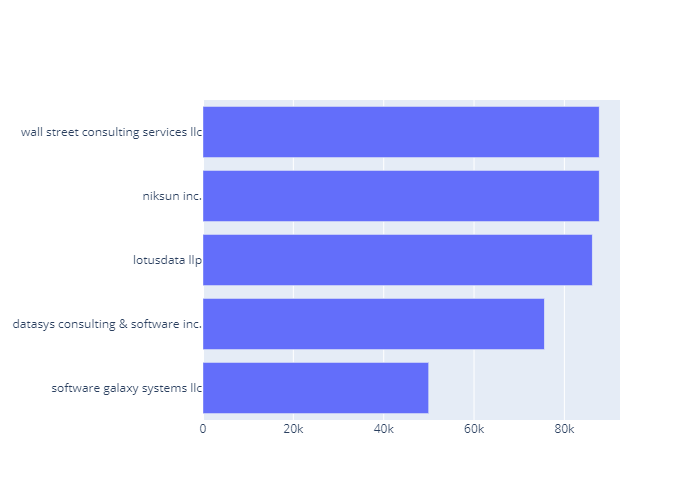 wall street consulting services llc
niksun inc.
lotusdata llp
datasys consulting & software inc.
software galaxy systems llc
0 20k 40k 60k 80k